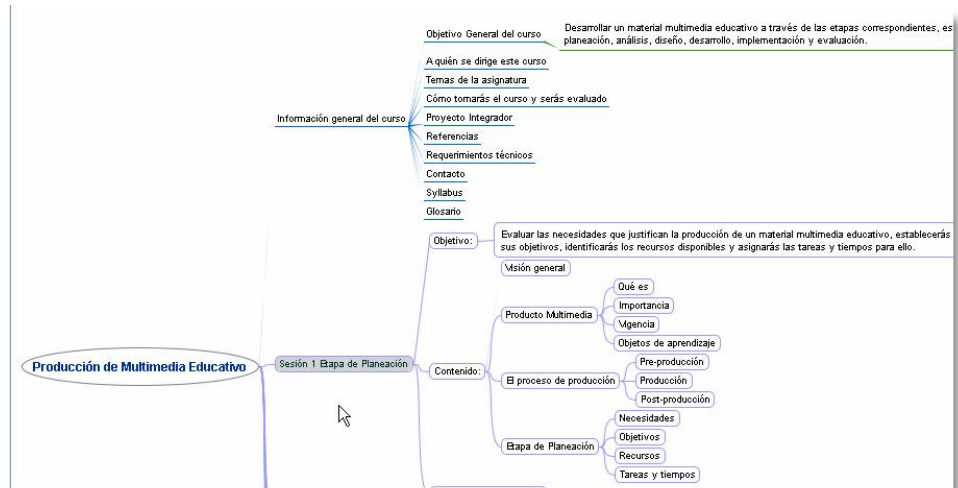 Objetivo General del curso
Desarrollar un material multimedia educativo a través de las etapas correspondientes, es
planeación, análisis, diseño, desarrollo, implementación y evaluación.
A quién se dirige este curso
Temas de la asignatura
Cómo tomarás el curso y serás evaluado
Información general del curso
Proyecto Integrador
Referencias
Requerimientos técnicos
Contacto
Syllabus
Glosario
Objetivo:
Evaluar las necesidades que justifican la producción de un material multimedia educativo, establecerás
sus objetivos, identificarás los recursos disponibles y asignarás las tareas y tiempos para ello.
Visión general
Producto Multimedia
Qué es
Importancia
Vigencia
Objetos de aprendizaje
Producción de Multimedia Educativo
Sesión 1 Etapa de Planeación
Contenido:
El proceso de producción
Pre-producción
Producción
Post-producción
Etapa de Planeación
Necesidades
Objetivos
Recursos
Tareas y tiempos